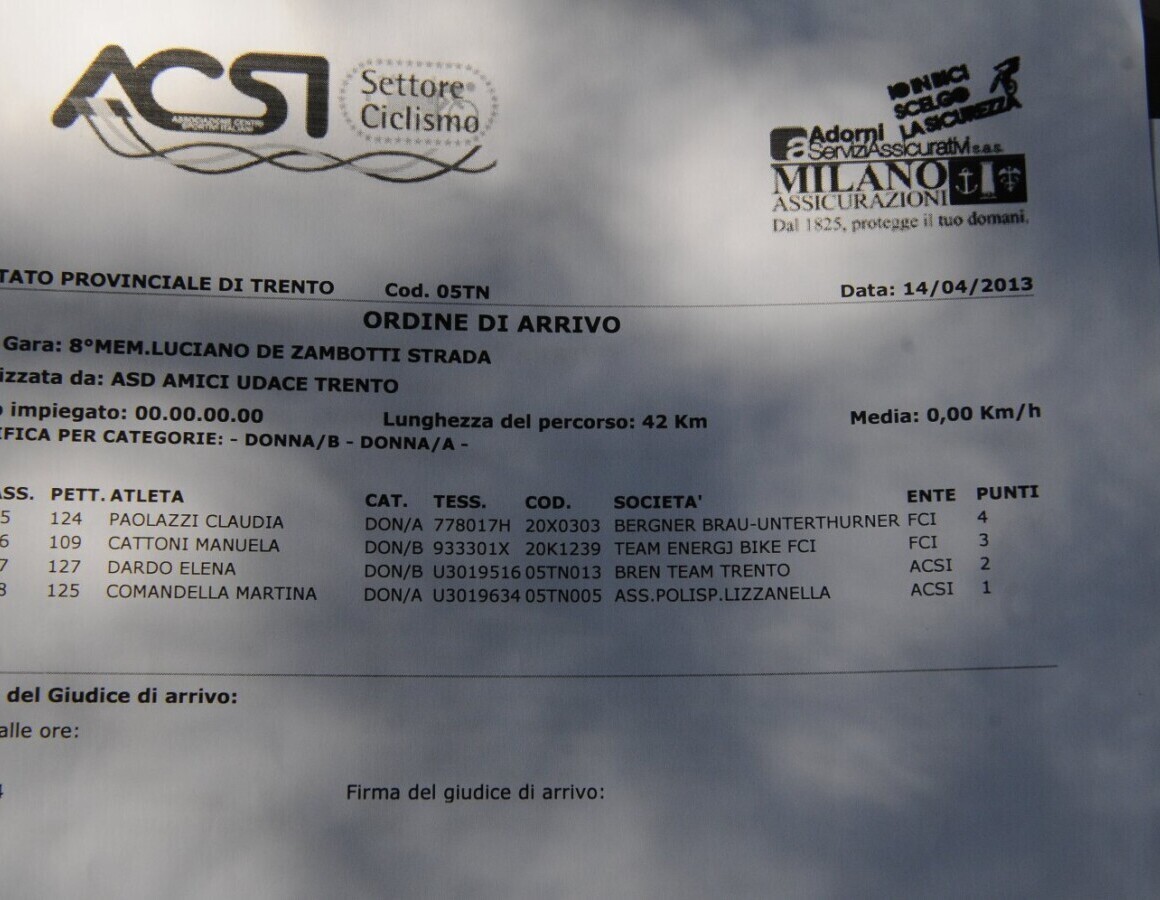 ACSI
ASSOCIAZIONE CENTRI
SPORTIVI ITALIANI
Settore
Ciclismo
IO IN BICI
SCELGO
LA SICUREZZA
a Adorni
ServiziAssicurativi s.a.s.
MILANO
ASSICURAZIONI
Dal 1825, protegge il tuo domani.
TATO PROVINCIALE DI TRENTO Cod. 05TN Data: 14/04/2013
ORDINE DI ARRIVO
Gara: 8°MEM.LUCIANO DE ZAMBOTTI STRADA
izzata da: ASD AMICI UDACE TRENTO
o impiegato: 00.00.00.00 Lunghezza del percorso: 42 Km Media: 0,00 Km/h
IFICA PER CATEGORIE: - DONNA/B - DONNA/A -
ASS. PETT. ATLETA CAT. TESS. COD. SOCIETA' ENTE PUNTI
5 124 PAOLAZZI CLAUDIA DON/A 778017H 20X0303 BERGNER BRAU-UNTERTHURNER FCI 4
6 109 CATTONI MANUELA DON/B 933301X 20K1239 TEAM ENERGJ BIKE FCI FCI 3
7 127 DARDO ELENA DON/B U3019516 05TN013 BREN TEAM TRENTO ACSI 2
8 125 COMANDELLA MARTINA DON/A U3019634 05TN005 ASS.POLISP.LIZZANELLA ACSI 1
del Giudice di arrivo:
alle ore:
4 Firma del giudice di arrivo: